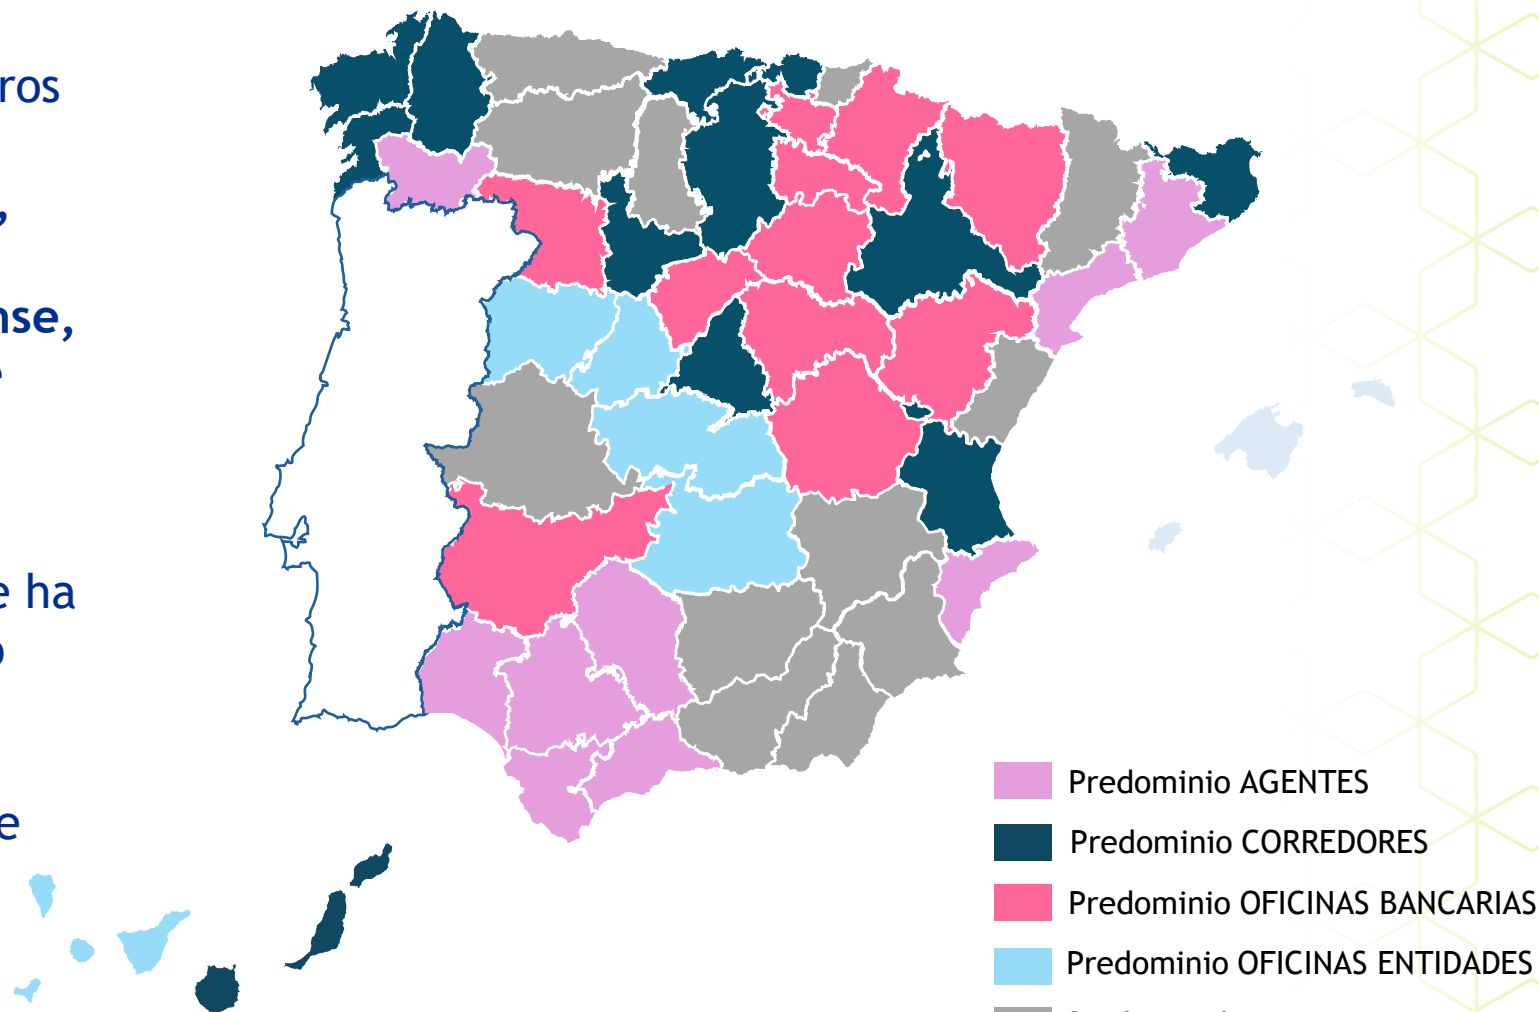 ros
,
nse,
e ha
e
Predominio AGENTES
Predominio CORREDORES
Predominio OFICINAS BANCARIAS
Predominio OFICINAS ENTIDADES